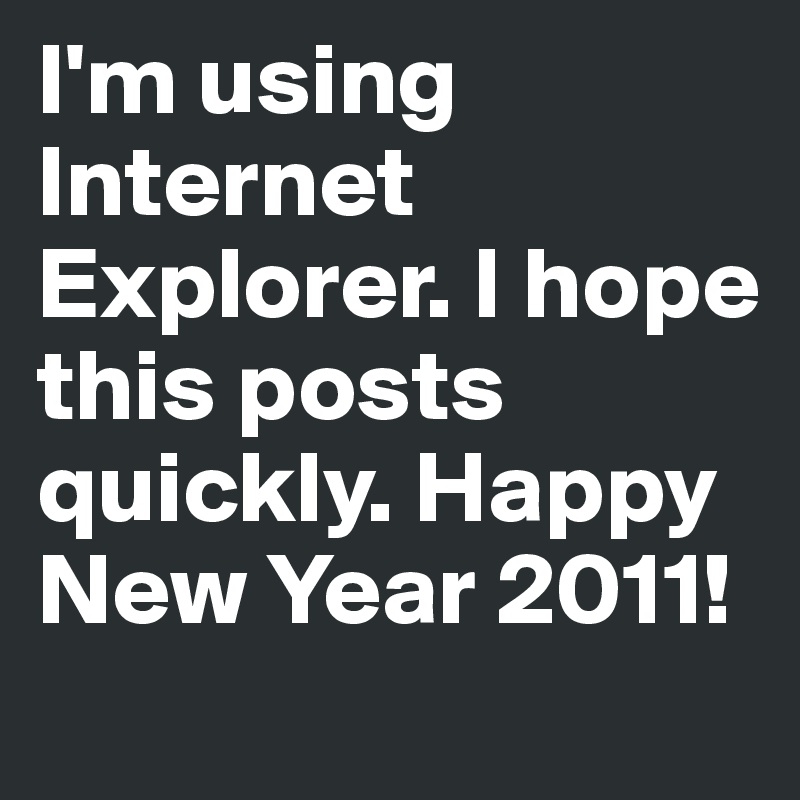 I'm using
Internet
Explorer. I hope
this posts
quickly. Happy
New Year 2011!